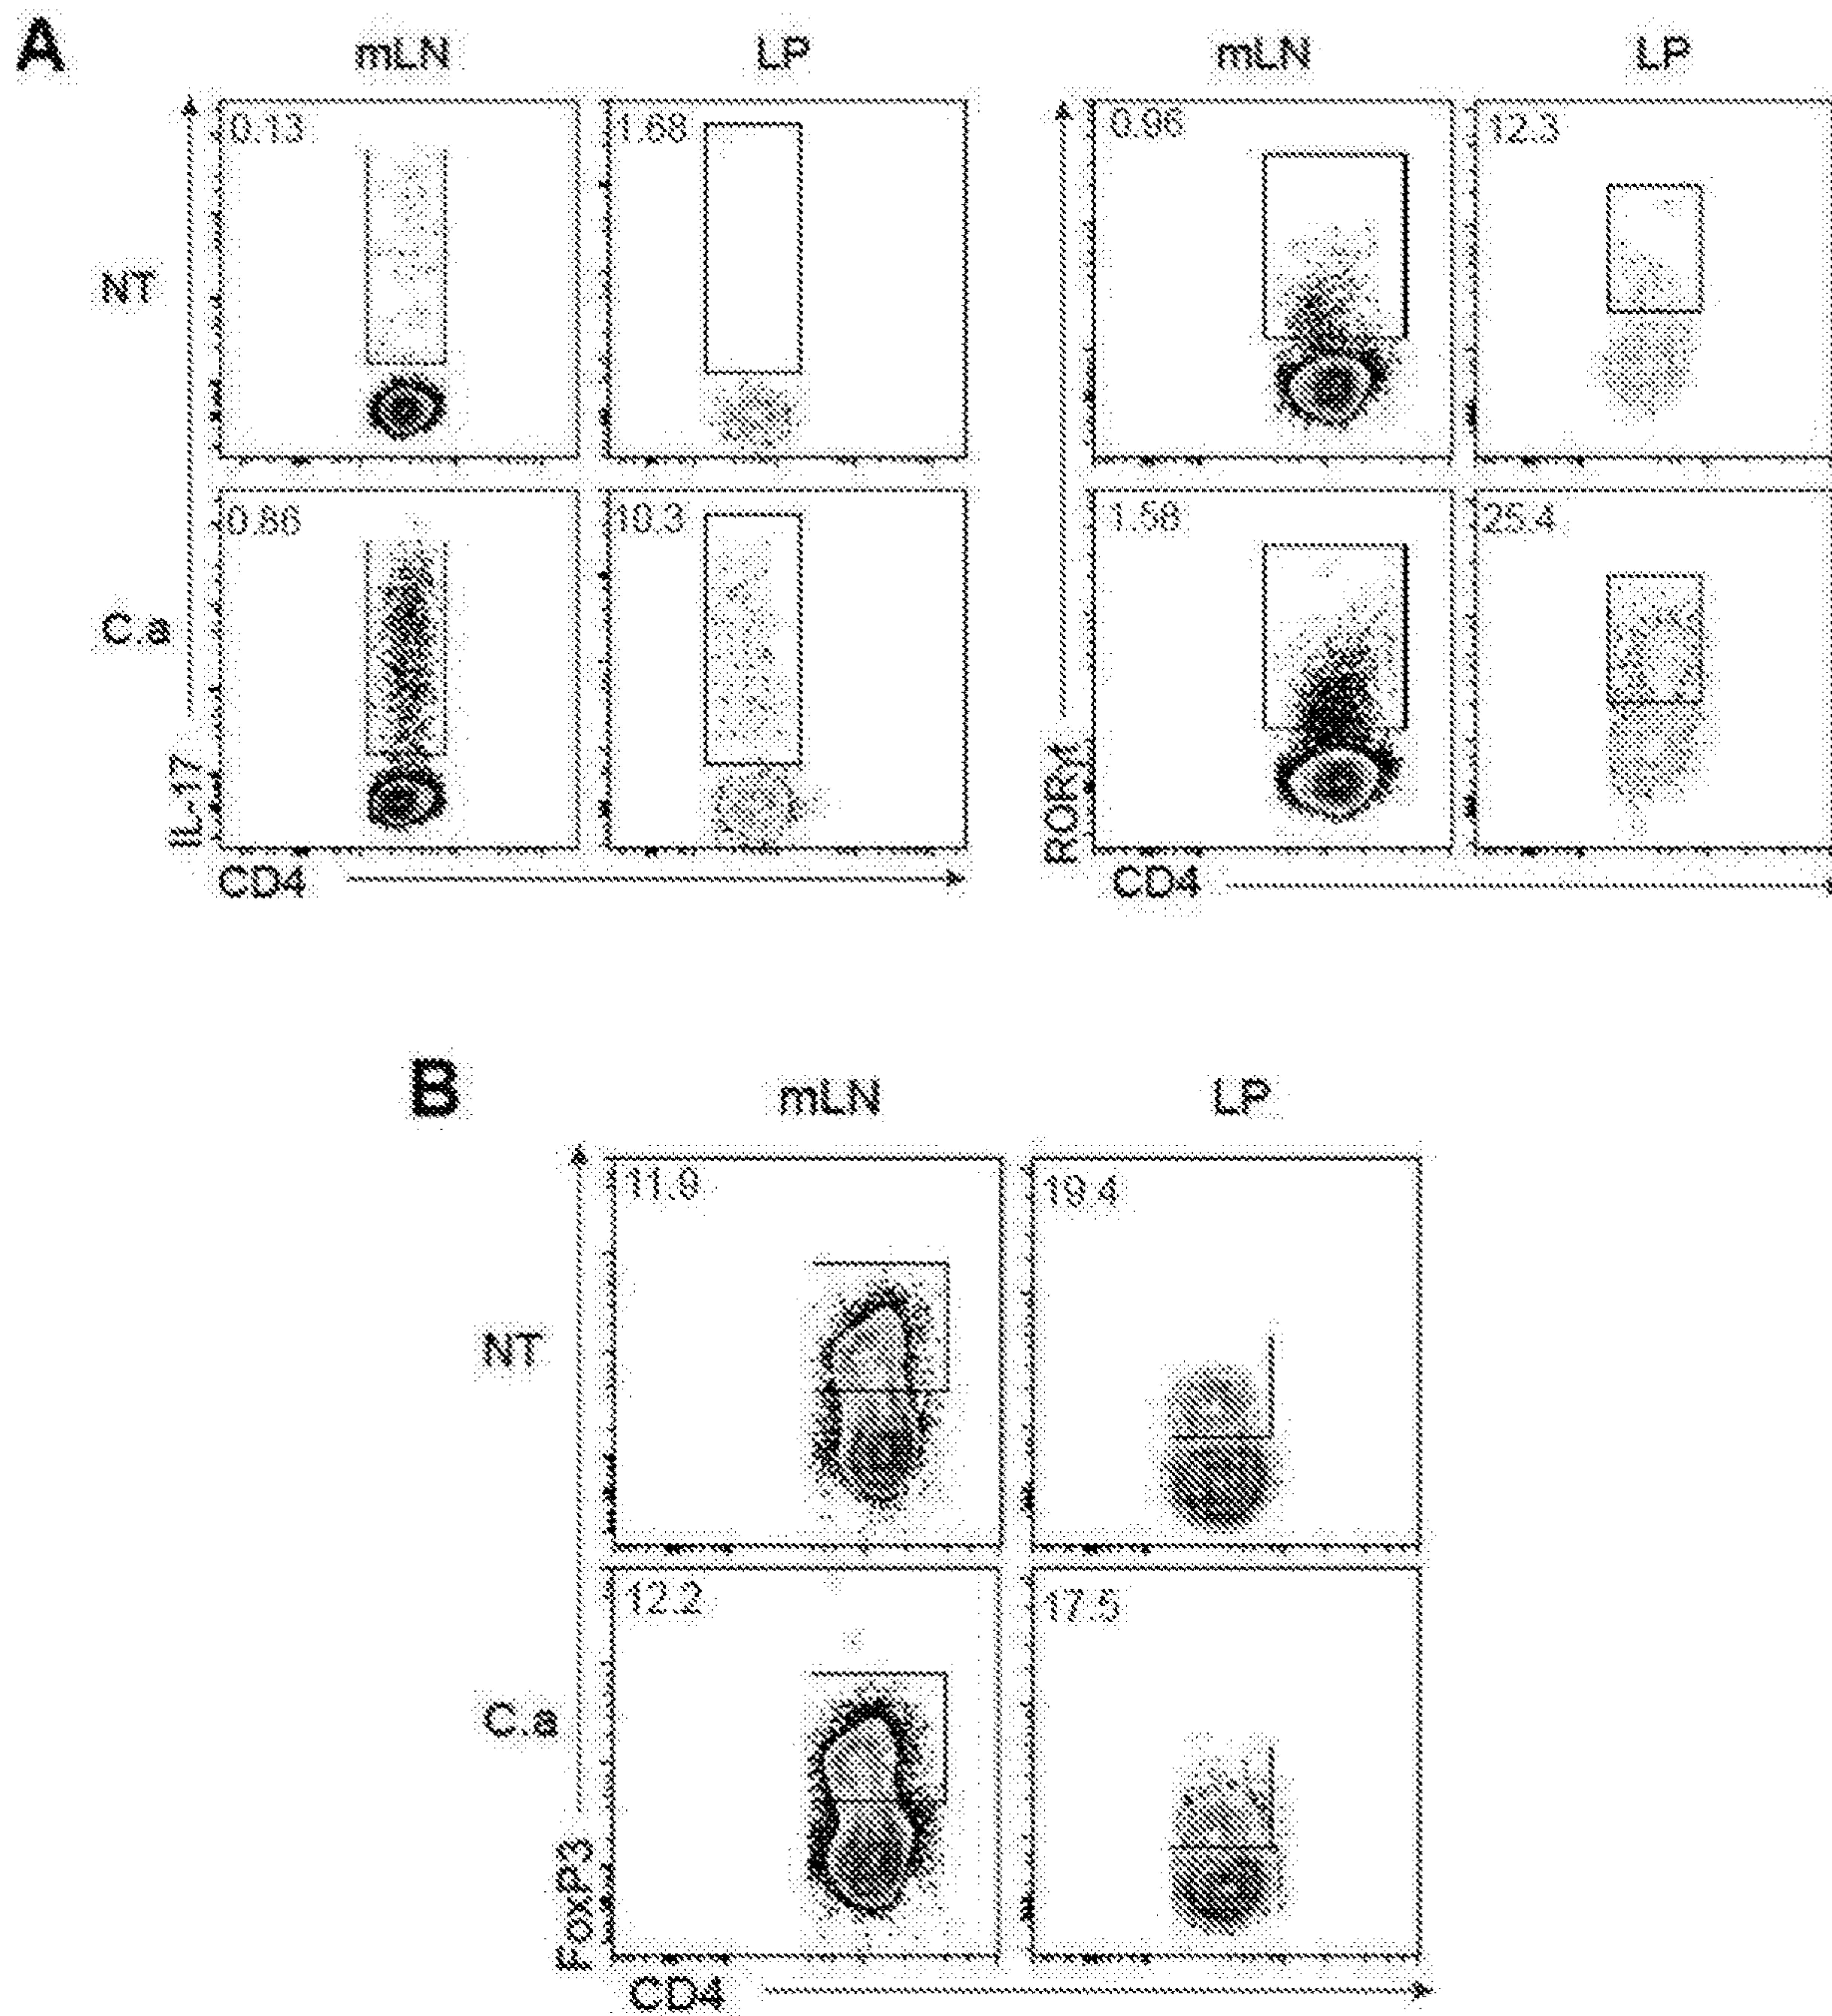 A
mLN LP mLN LP
0.13 1.68 0.96 12.3
NT
0.86 10.3 1.58 25.4
C.a
IL-17 RORγt
CD4 CD4
B
mLN LP
11.9 19.4
NT
12.2 17.5
C.a
FoxP3
CD4